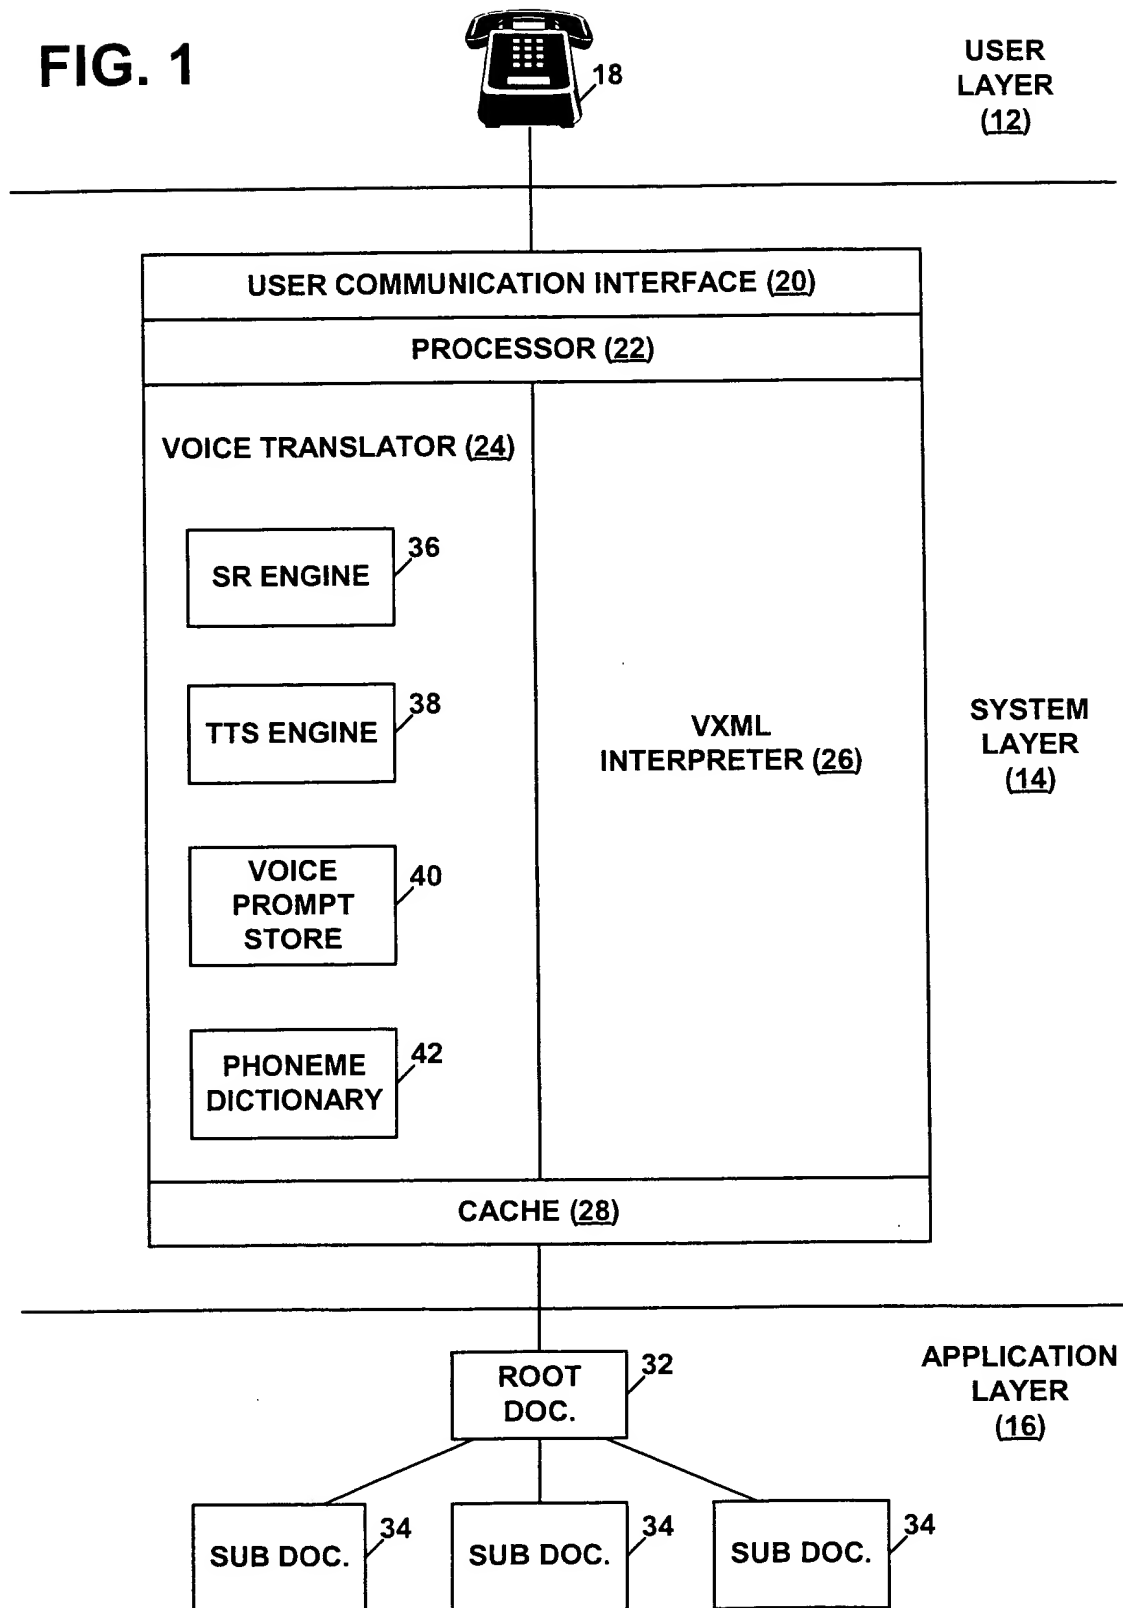 FIG. 1
18
USER
LAYER
(12)
USER COMMUNICATION INTERFACE (20)
PROCESSOR (22)
VOICE TRANSLATOR (24)
SR ENGINE
36
TTS ENGINE
38
VOICE
PROMPT
STORE
40
PHONEME
DICTIONARY
42
VXML
INTERPRETER (26)
SYSTEM
LAYER
(14)
CACHE (28)
ROOT
DOC.
32
APPLICATION
LAYER
(16)
SUB DOC.
34
SUB DOC.
34
SUB DOC.
34